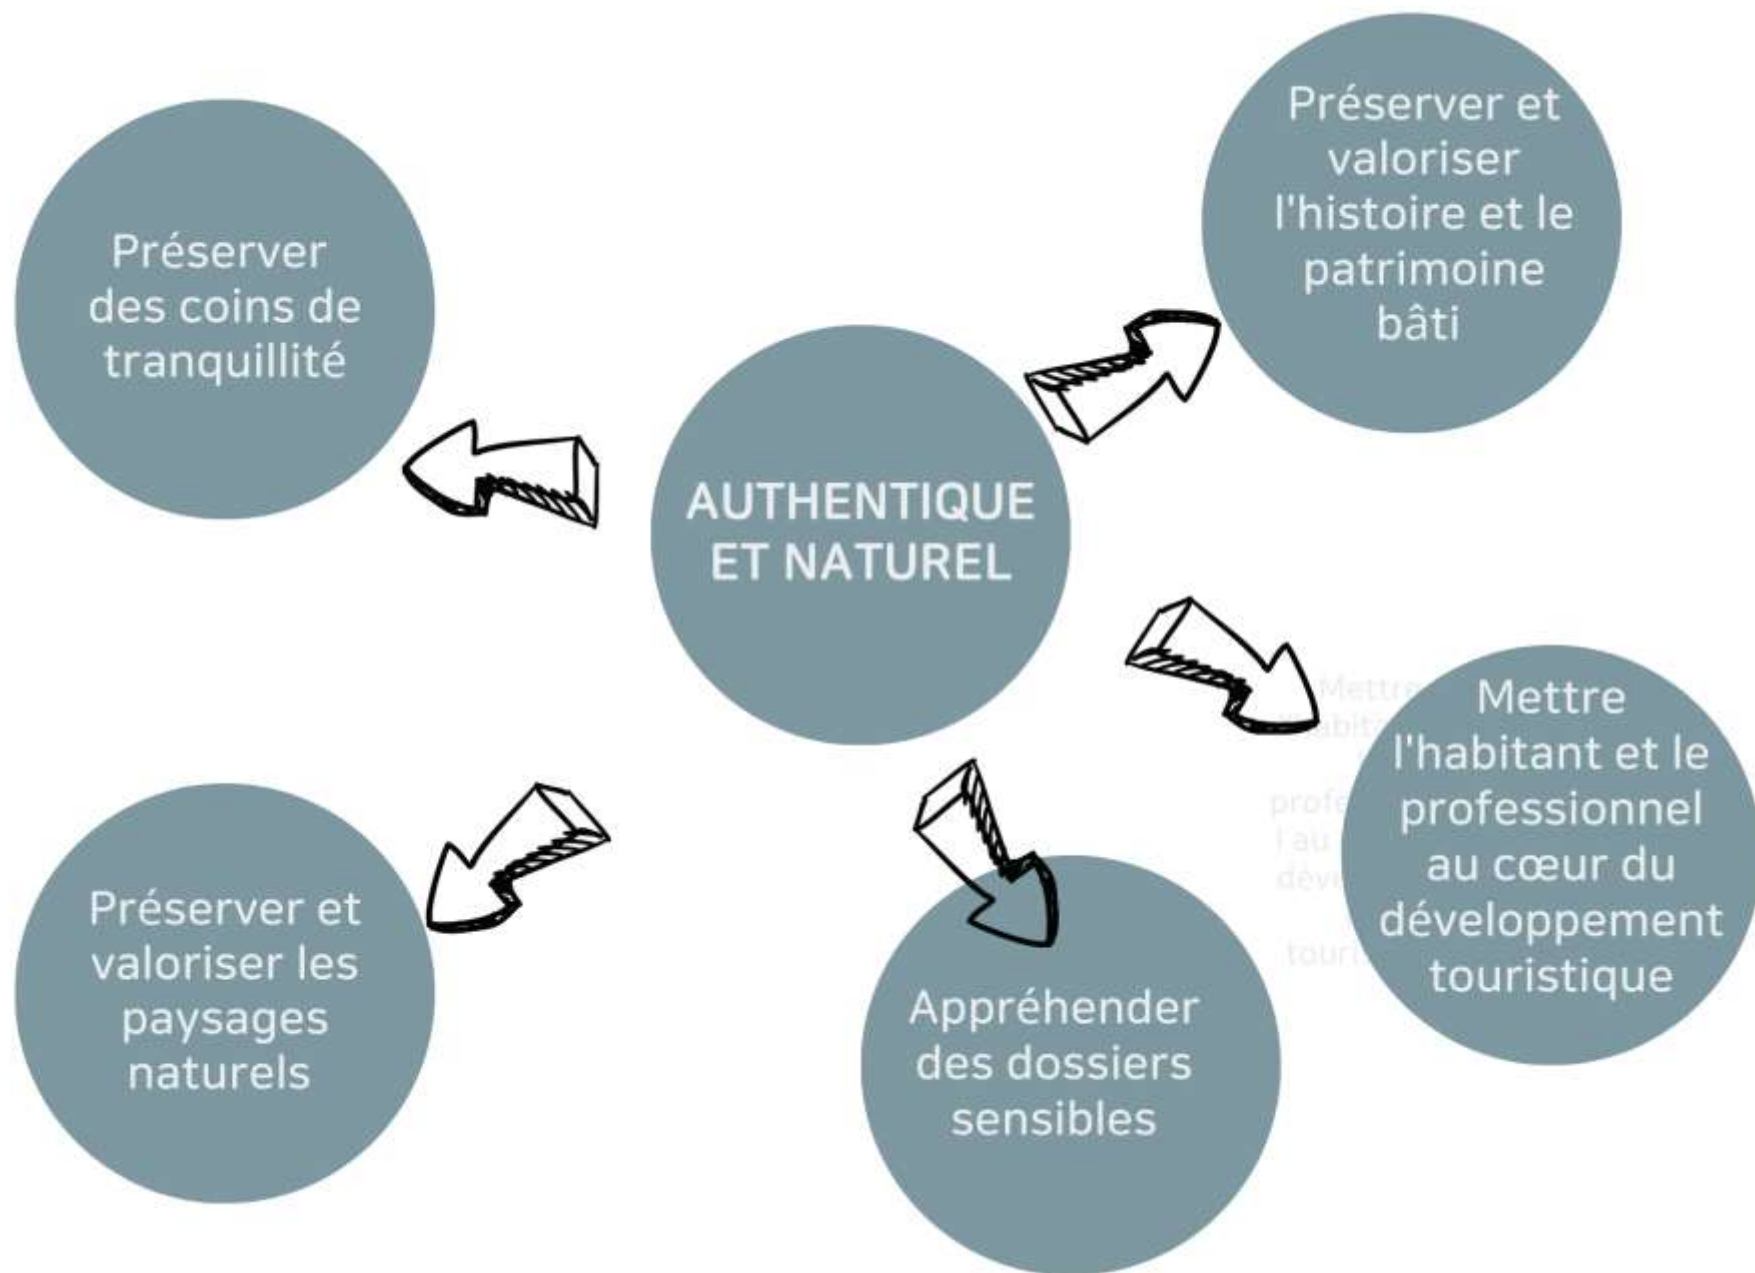 Préserver
des coins de
tranquillité
Préserver et
valoriser
l'histoire et le
patrimoine
bâti
AUTHENTIQUE
ET NATUREL
Mettre
l'habitant et le
professionnel
au cœur du
développement
touristique
Préserver et
valoriser les
paysages
naturels
Appréhender
des dossiers
sensibles
Mettre